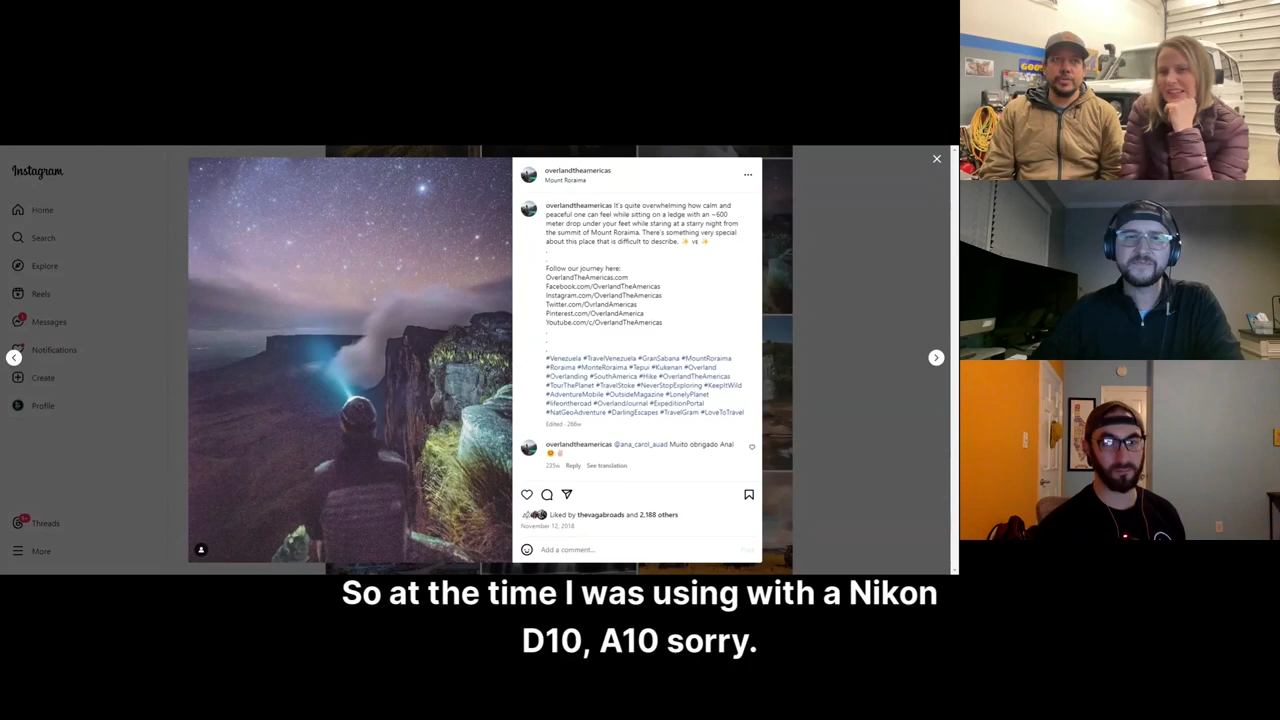 Instagram
Home
Search
Explore
Reels
Messages
Notifications
Create
Profile
Threads
More
overlandtheamericas
Mount Roraima
overlandtheamericas It's quite overwhelming how calm and
peaceful one can feel while sitting on a ledge with an ~600
meter drop under your feet while staring at a starry night from
the summit of Mount Roraima. There's something very special
about this place that is difficult to describe. ✨ vs ✨
.
.
Follow our journey here:
OverlandTheAmericas.com
Facebook.com/OverlandTheAmericas
Instagram.com/OverlandTheAmericas
Twitter.com/OvrlandAmericas
Pinterest.com/OverlandAmerica
Youtube.com/c/OverlandTheAmericas
.
.
.
#Venezuela #TravelVenezuela #GranSabana #MountRoraima
#Roraima #MonteRoraima #Tepui #Kukenan #Overland
#Overlanding #SouthAmerica #Hike #OverlandTheAmericas
#TourThePlanet #TravelStoke #NeverStopExploring #KeepitWild
#AdventureMobile #OutsideMagazine #LonelyPlanet
#lifeontheroad #OverlandJournal #ExpeditionPortal
#NatGeoAdventure #DarlingEscapes #TravelGram #LoveToTravel
Edited · 266w
overlandtheamericas @ana_carol_auad Muito obrigado Ana!
235w Reply See translation
Liked by thevagabroads and 2,188 others
November 12, 2018
Add a comment...
Post
So at the time I was using with a Nikon
D10, A10 sorry.